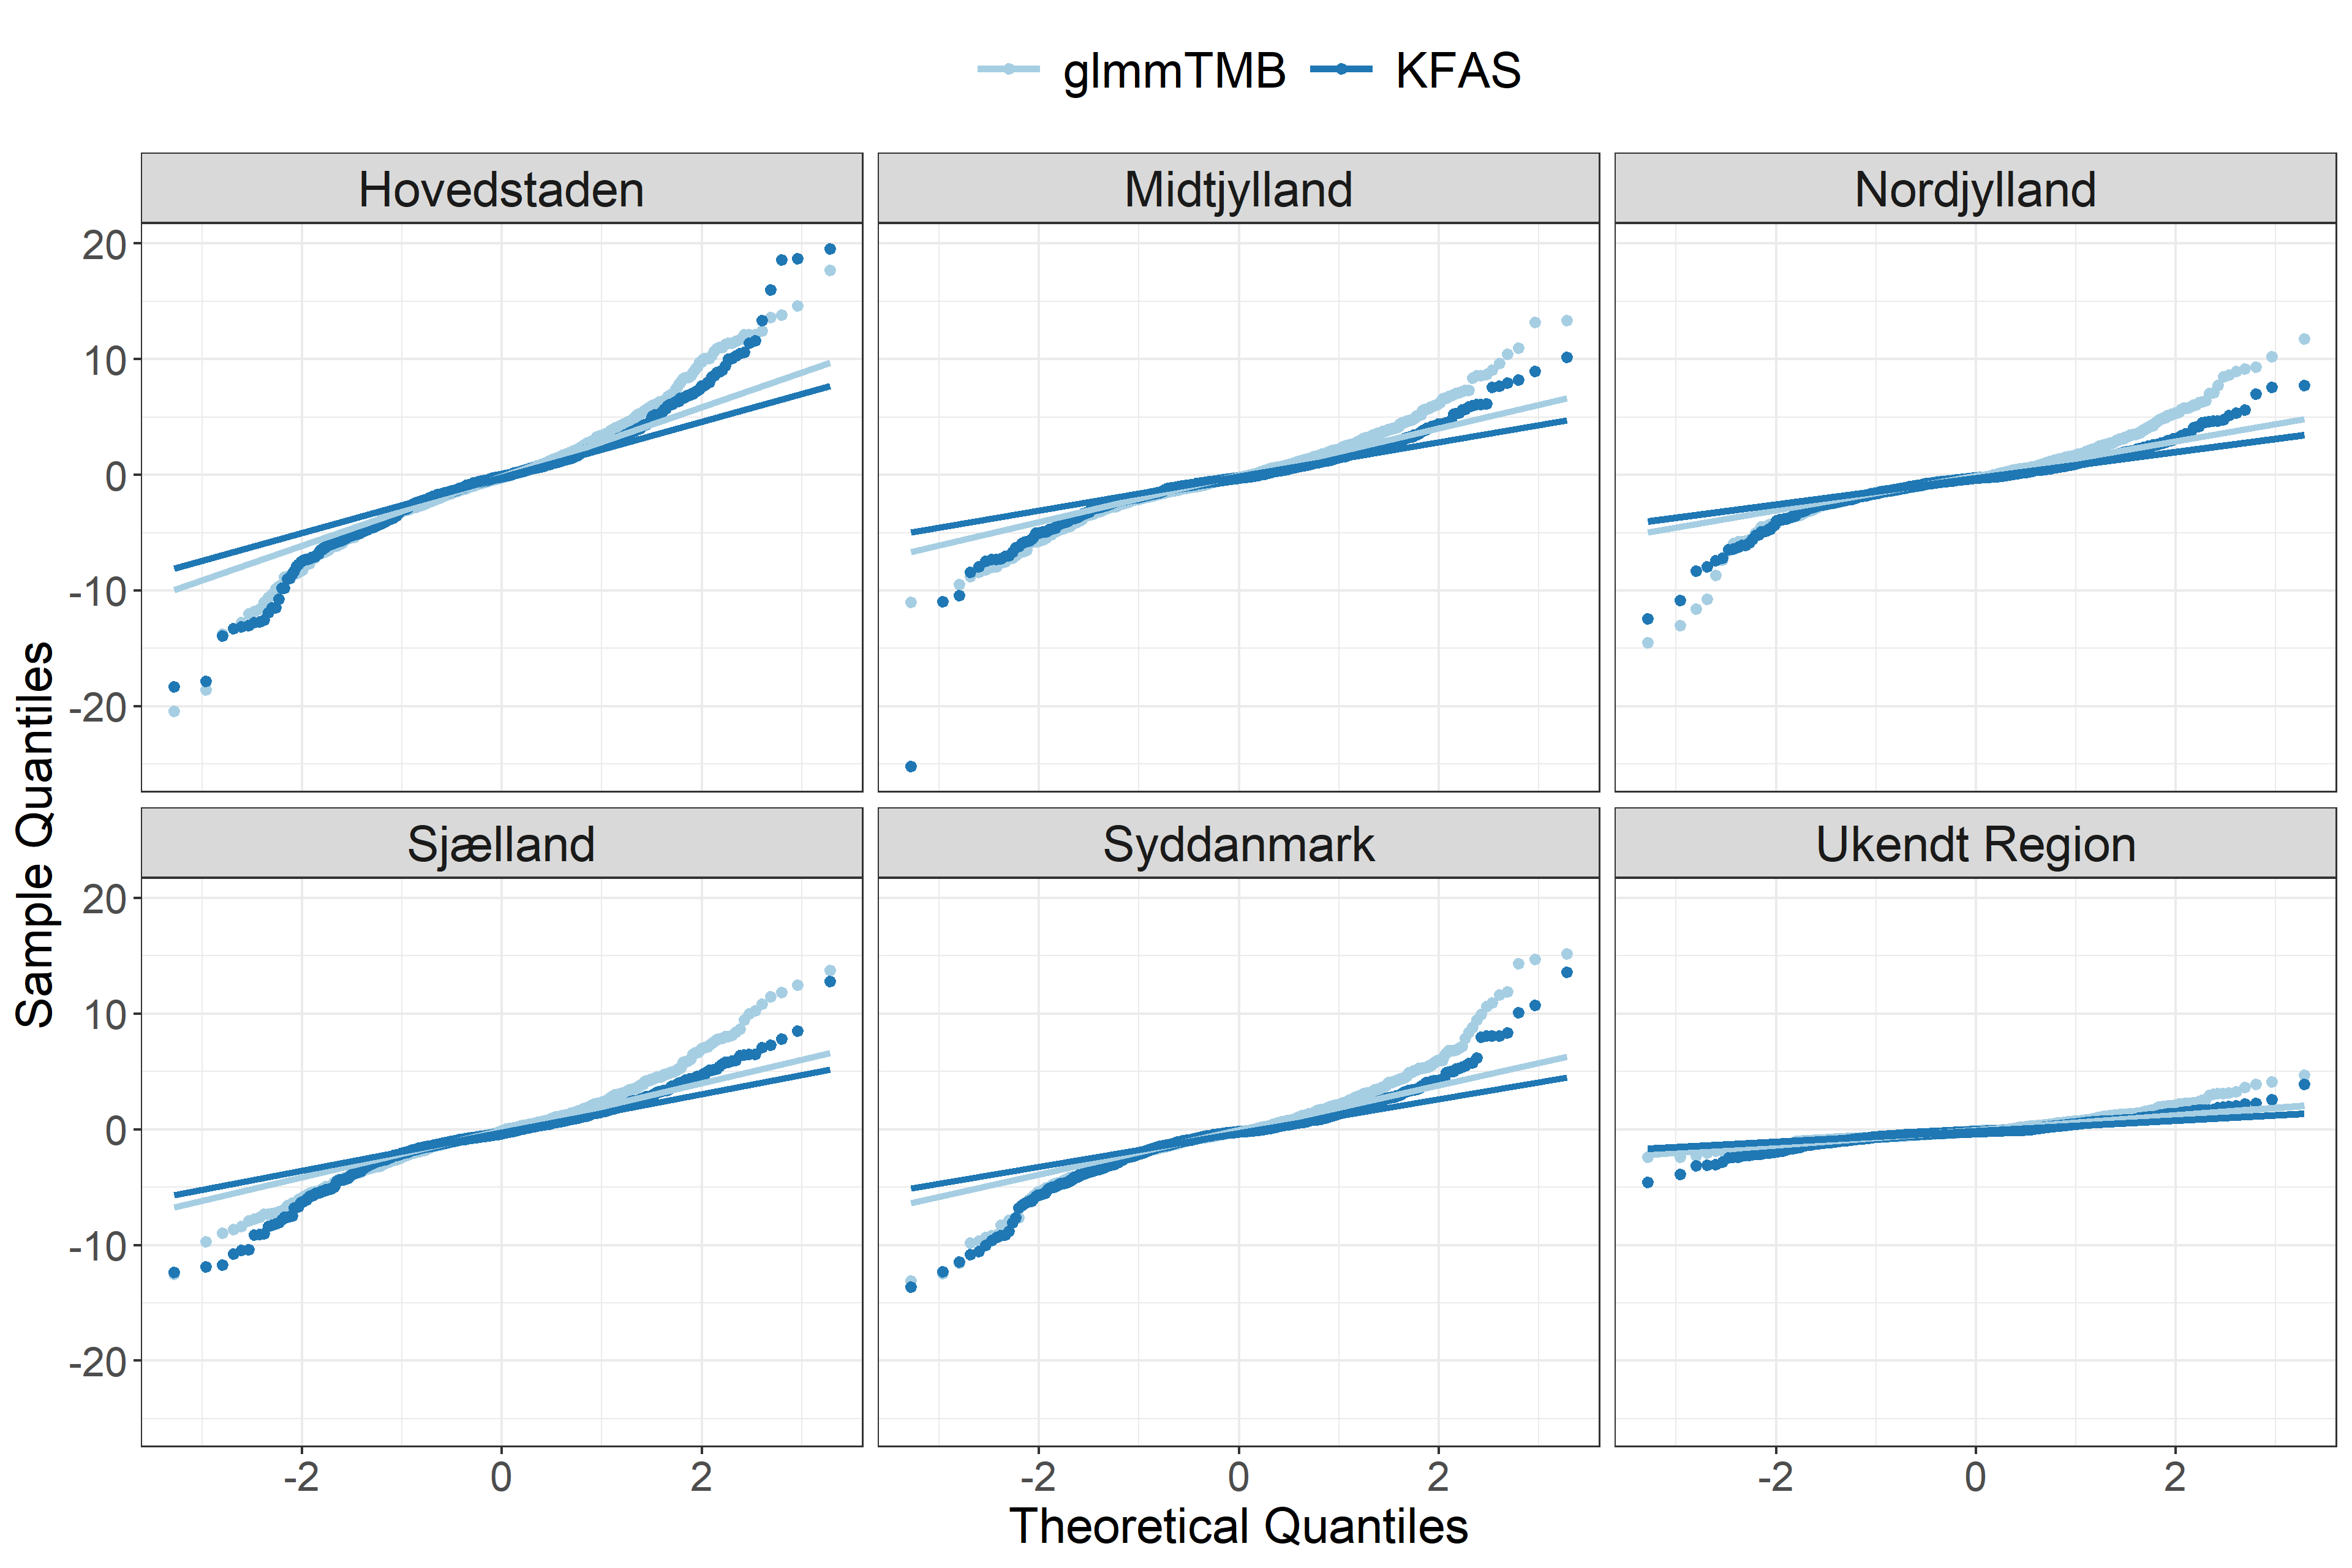 glmmTMB KFAS
Hovedstaden Midtjylland Nordjylland
20
10
0
-10
-20
Sjælland Syddanmark Ukendt Region
20
10
0
-10
-20
Sample Quantiles
-2 0 2 -2 0 2 -2 0 2
Theoretical Quantiles